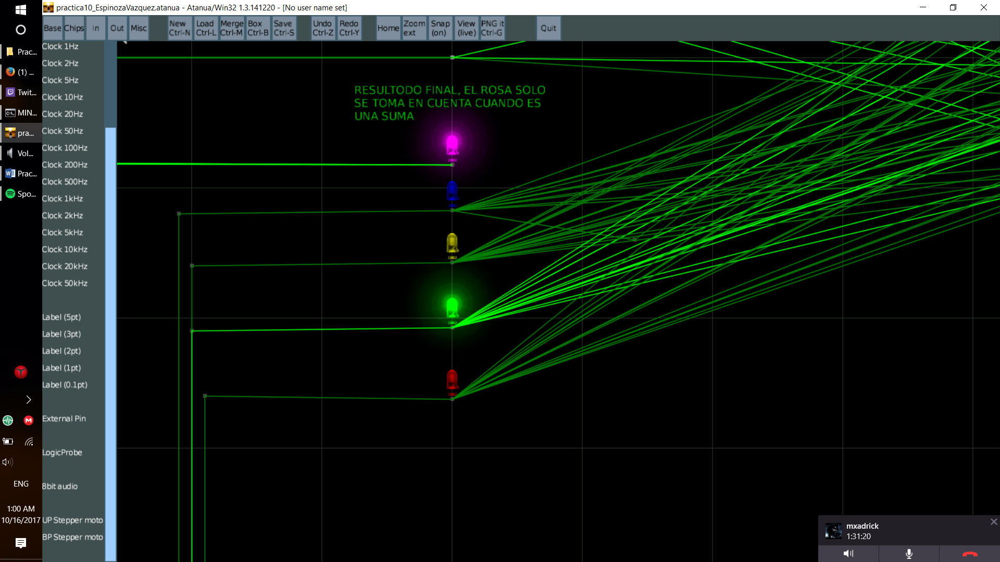 practica10_EspinozaVazquez.atanua - Atanua/Win32 1.3.141220 - [No user name set]
Base Chips In Out Misc
New Ctrl-N
Load Ctrl-L
Merge Ctrl-M
Box Ctrl-B
Save Ctrl-S
Undo Ctrl-Z
Redo Ctrl-Y
Home
Zoom ext
Snap (on)
View (live)
PNG it Ctrl-G
Quit
Prac...
(1) ...
Twit...
MIN...
pra...
Vol...
Prac...
Spo...
ENG
1:00 AM
10/16/2017
Clock 1Hz
Clock 2Hz
Clock 5Hz
Clock 10Hz
Clock 20Hz
Clock 50Hz
Clock 100Hz
Clock 200Hz
Clock 500Hz
Clock 1kHz
Clock 2kHz
Clock 5kHz
Clock 10kHz
Clock 20kHz
Clock 50kHz
Label (5pt)
Label (3pt)
Label (2pt)
Label (1pt)
Label (0.1pt)
External Pin
LogicProbe
8bit audio
UP Stepper moto
BP Stepper moto
RESULTODO FINAL, EL ROSA SOLO
SE TOMA EN CUENTA CUANDO ES
UNA SUMA
mxadrick
1:31:20